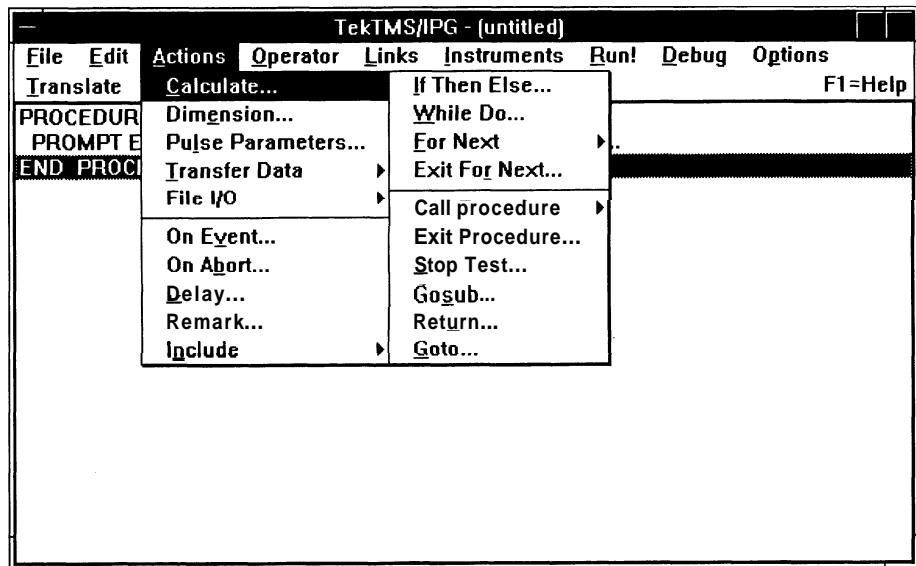 TekTMS/IPG - (untitled)
File Edit Actions Operator Links Instruments Run! Debug Options
Translate F1=Help
PROCEDUR
PROMPT E ..
END PROC
Calculate...
Dimension...
Pulse Parameters...
Transfer Data
File I/O
On Event...
On Abort...
Delay...
Remark...
Include
If Then Else...
While Do...
For Next
Exit For Next...
Call procedure
Exit Procedure...
Stop Test...
Gosub...
Return...
Goto...